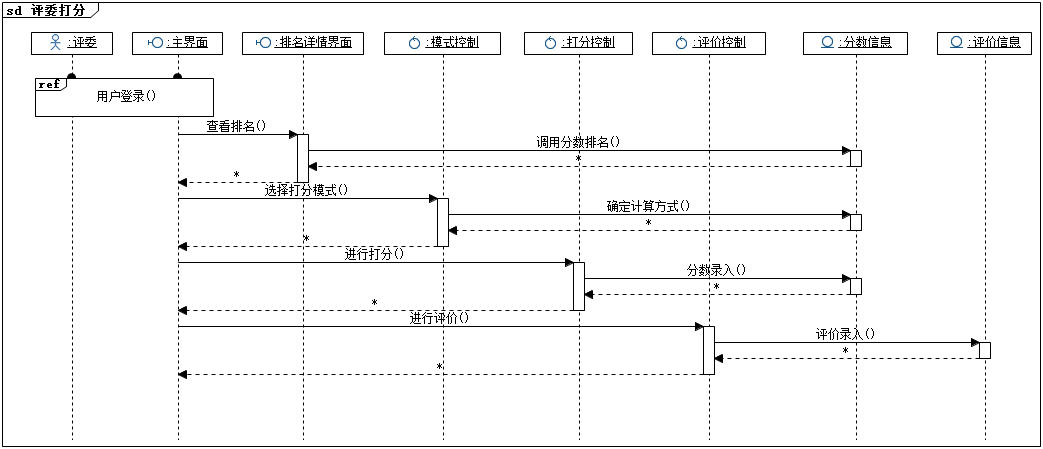 sd 评委打分
:评委
:主界面
:排名详情界面
:模式控制
:打分控制
:评价控制
:分数信息
:评价信息
ref
用户登录()
查看排名()
调用分数排名()
*
*
选择打分模式()
确定计算方式()
*
*
进行打分()
分数录入()
*
*
进行评价()
评价录入()
*
*